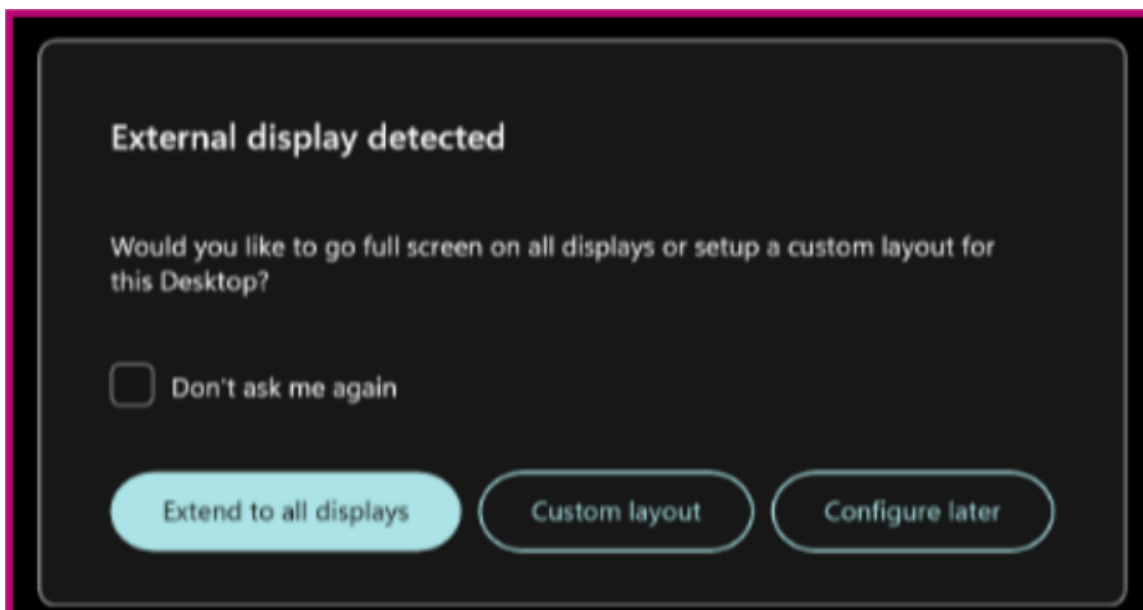 External display detected
Would you like to go full screen on all displays or setup a custom layout for
this Desktop?
Don't ask me again
Extend to all displays
Custom layout
Configure later